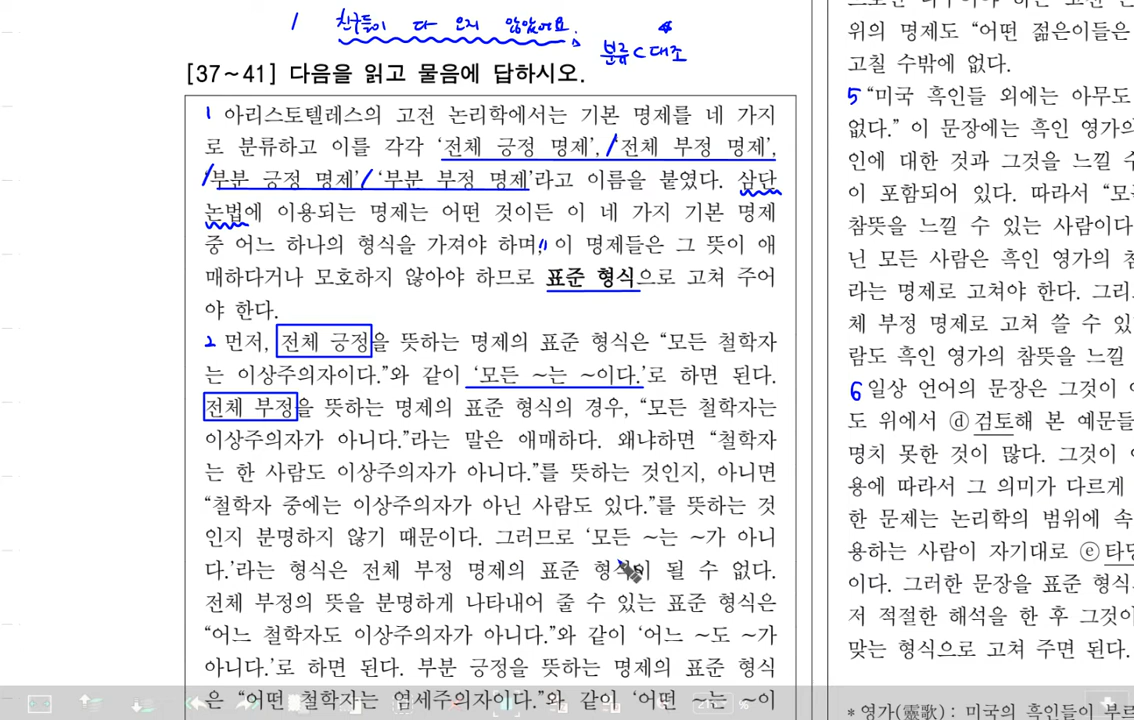 1 친구들이 다 오지 않았어요.
분류 ⊂ 대조
[37～41] 다음을 읽고 물음에 답하시오.
1 아리스토텔레스의 고전 논리학에서는 기본 명제를 네 가지
로 분류하고 이를 각각 ‘전체 긍정 명제’, ‘전체 부정 명제’,
‘부분 긍정 명제’ ‘부분 부정 명제’라고 이름을 붙였다. 삼단
논법에 이용되는 명제는 어떤 것이든 이 네 가지 기본 명제
중 어느 하나의 형식을 가져야 하며, 이 명제들은 그 뜻이 애
매하다거나 모호하지 않아야 하므로 표준 형식으로 고쳐 주어
야 한다.
2 먼저, 전체 긍정을 뜻하는 명제의 표준 형식은 “모든 철학자
는 이상주의자이다.”와 같이 ‘모든 ～는 ～이다.’로 하면 된다.
전체 부정을 뜻하는 명제의 표준 형식의 경우, “모든 철학자는
이상주의자가 아니다.”라는 말은 애매하다. 왜냐하면 “철학자
는 한 사람도 이상주의자가 아니다.”를 뜻하는 것인지, 아니면
“철학자 중에는 이상주의자가 아닌 사람도 있다.”를 뜻하는 것
인지 분명하지 않기 때문이다. 그러므로 ‘모든 ～는 ～가 아니
다.’라는 형식은 전체 부정 명제의 표준 형식이 될 수 없다.
전체 부정의 뜻을 분명하게 나타내어 줄 수 있는 표준 형식은
“어느 철학자도 이상주의자가 아니다.”와 같이 ‘어느 ～도 ～가
아니다.’로 하면 된다. 부분 긍정을 뜻하는 명제의 표준 형식
은 “어떤 철학자는 염세주의자이다.”와 같이 ‘어떤 ～는 ～이
위의 명제도 “어떤 젊은이들은
고칠 수밖에 없다.
5 “미국 흑인들 외에는 아무도
없다.” 이 문장에는 흑인 영가의
인에 대한 것과 그것을 느낄 수
이 포함되어 있다. 따라서 “모든
참뜻을 느낄 수 있는 사람이다
닌 모든 사람은 흑인 영가의 참
라는 명제로 고쳐야 한다. 그리
체 부정 명제로 고쳐 쓸 수 있
람도 흑인 영가의 참뜻을 느낄
6 일상 언어의 문장은 그것이
도 위에서 ⓓ검토해 본 예문들
명치 못한 것이 많다. 그것이
용에 따라서 그 의미가 다르게
한 문제는 논리학의 범위에 속
용하는 사람이 자기대로 ⓔ타당
이다. 그러한 문장을 표준 형식
저 적절한 해석을 한 후 그것이
맞는 형식으로 고쳐 주면 된다.
* 영가(靈歌) : 미국의 흑인들이 부르